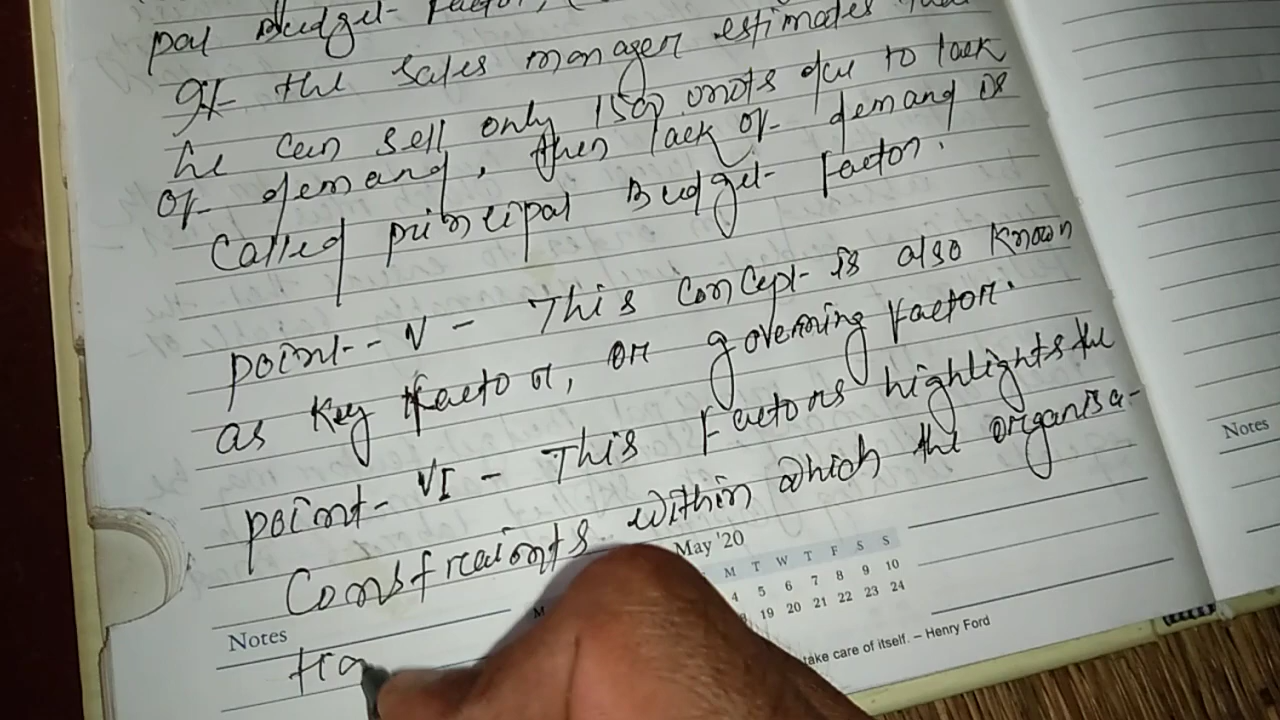 pal Budget Factor,
If the sales manager estimates that
he can sell only 1500 units due to lack
of demand, then lack of demand is
Called principal Budget Factor.
point - V - This Concept is also Known
as Key factor, or governing Factor.
point - VI - This Factors highlights the
Constraints within which the organisa-
tio
Notes
May '20
M T W T F S S
4 5 6 7 8 9 10
19 20 21 22 23 24
take care of itself. – Henry Ford
Notes